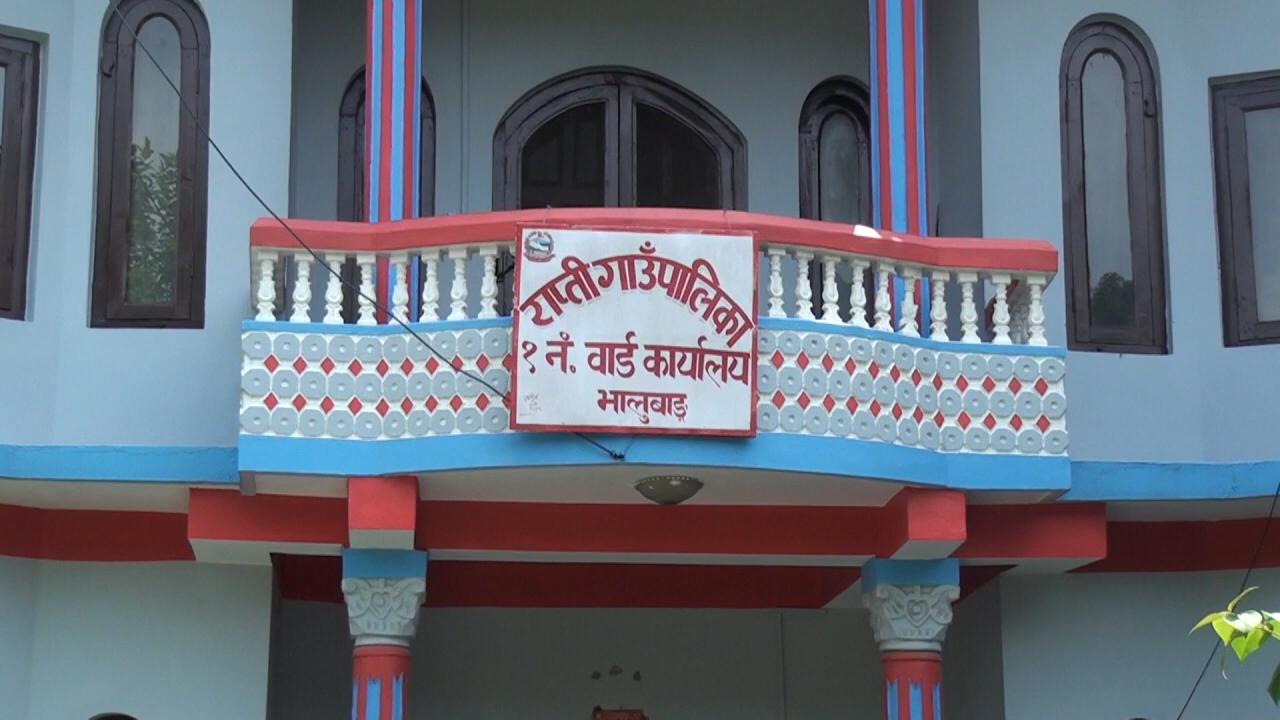 राप्ती गाउँपालिका
१ नं. वार्ड कार्यालय
भालुबाङ्ग